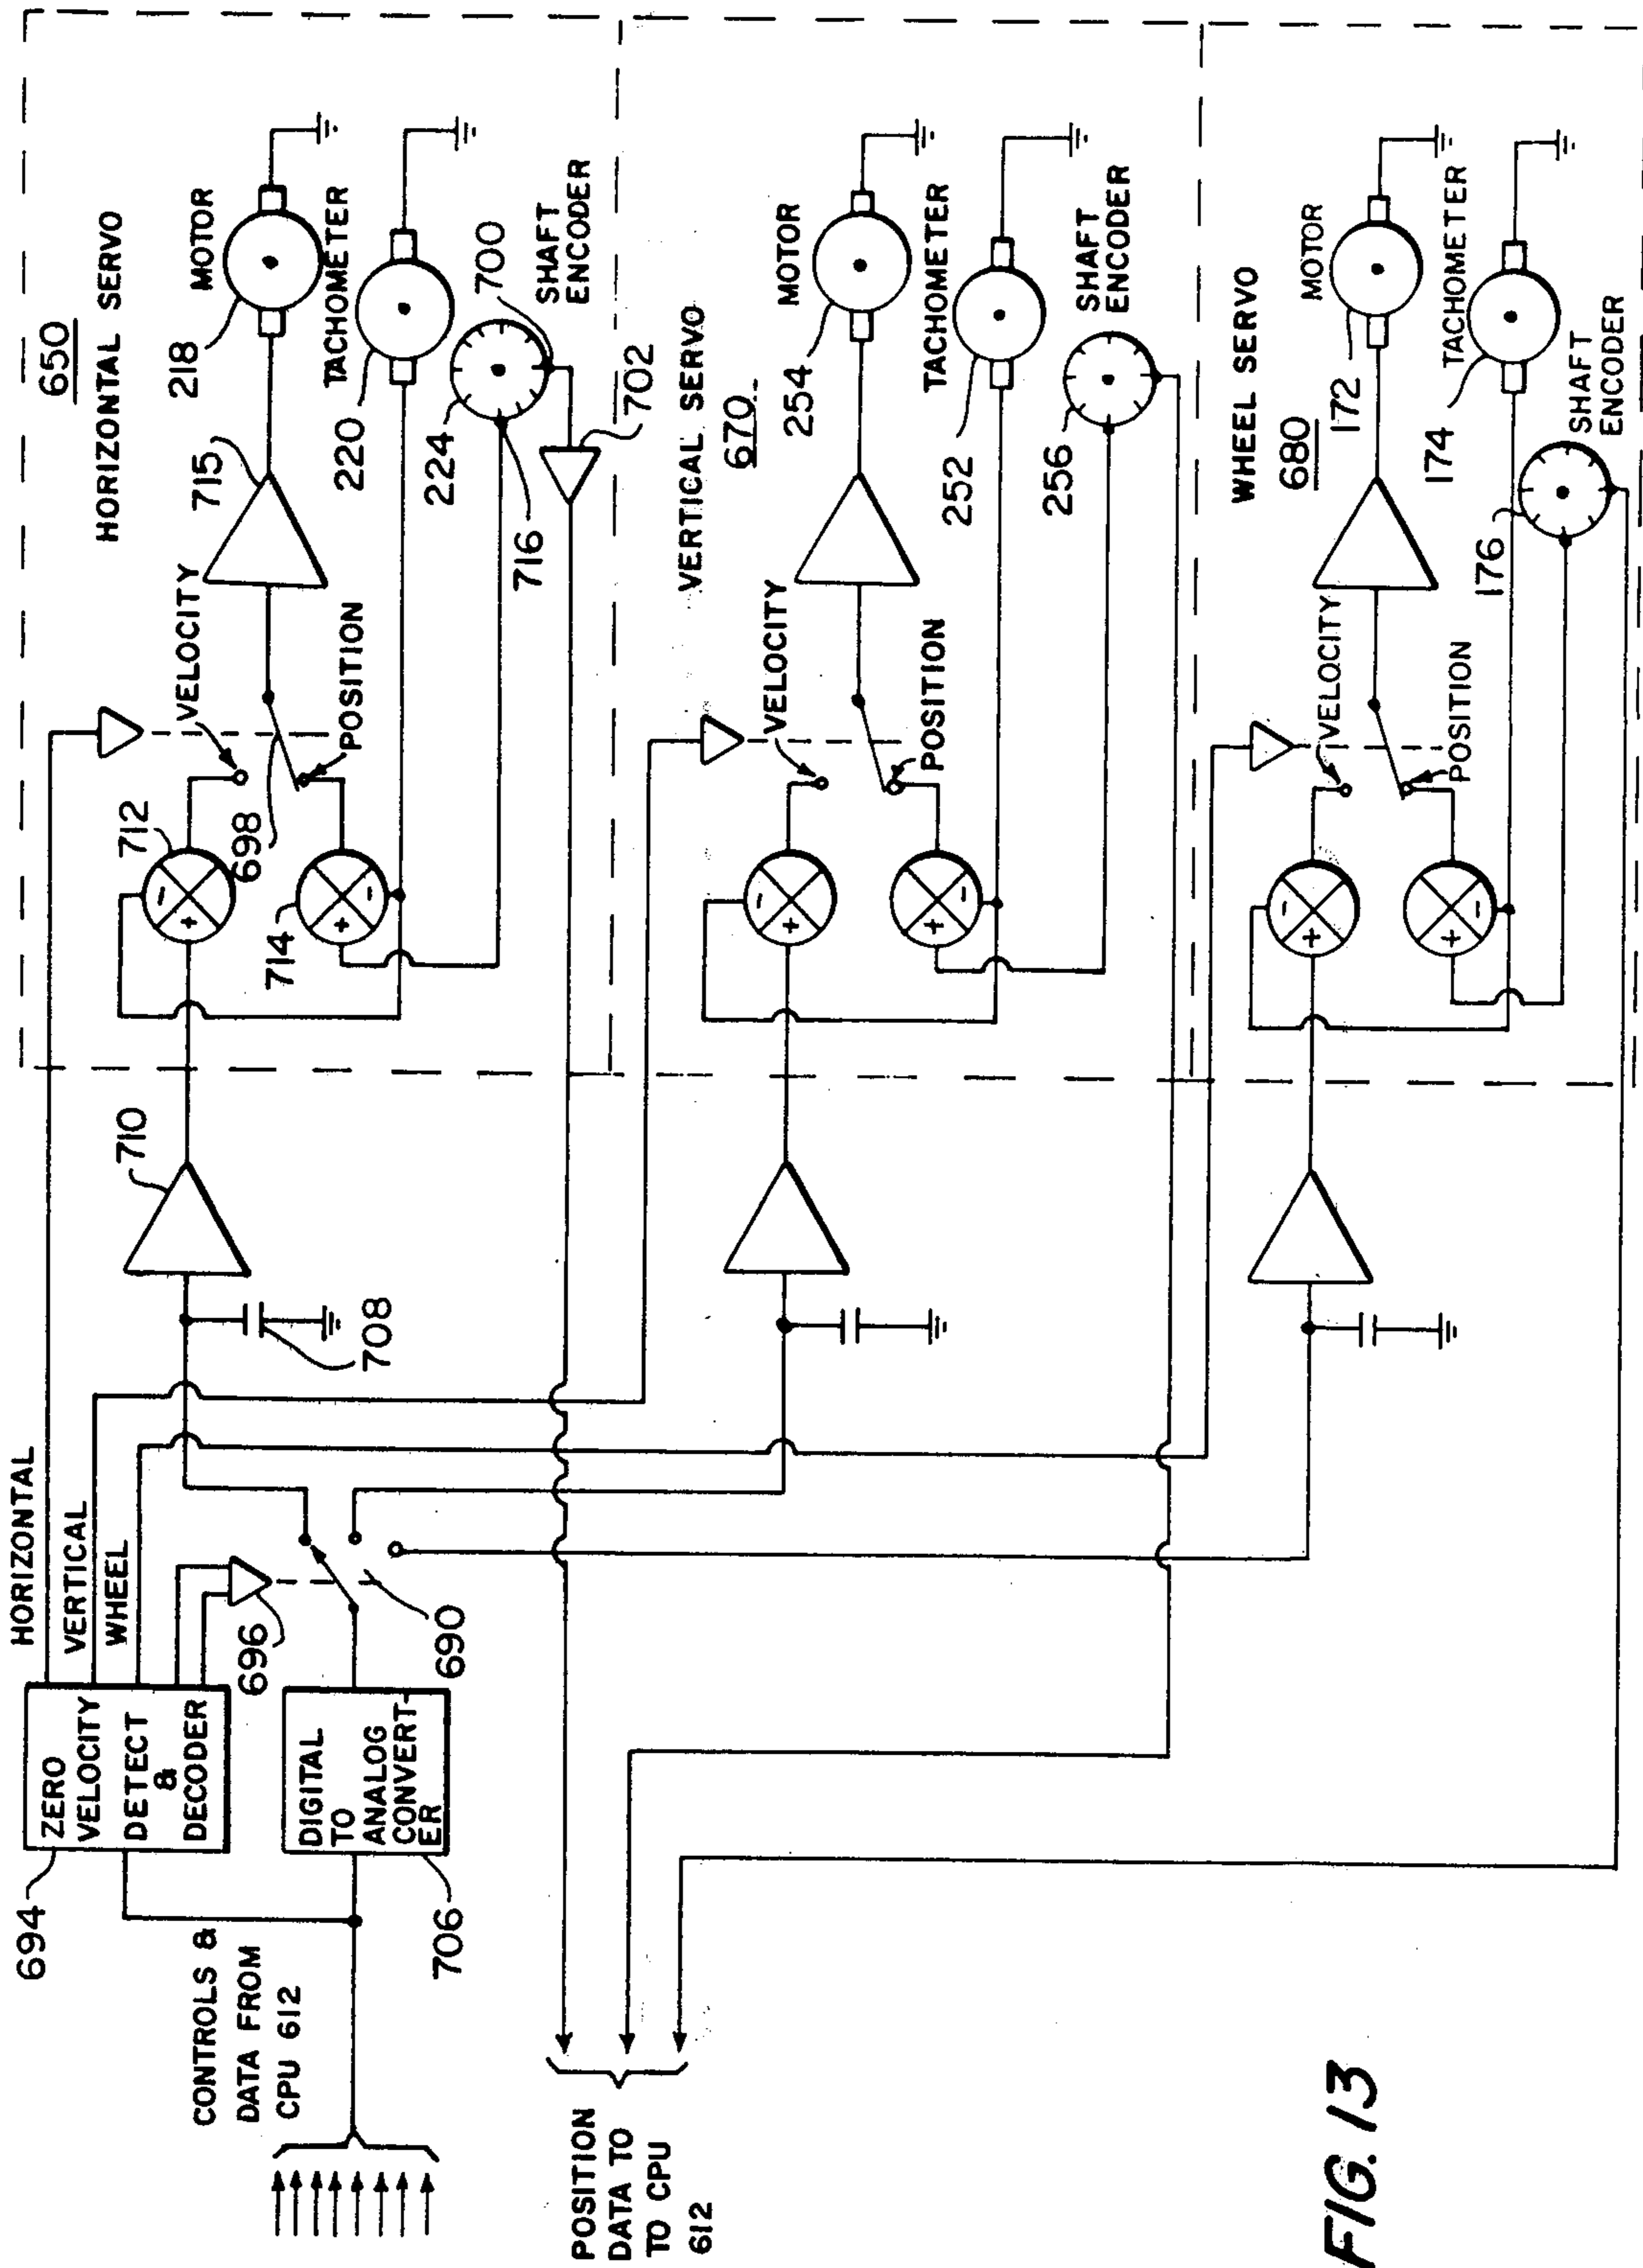 HORIZONTAL
VERTICAL
WHEEL
694
ZERO
VELOCITY
DETECT
&
DECODER
696
690
DIGITAL
TO
ANALOG
CONVERT-
ER
706
CONTROLS &
DATA FROM
CPU 612
POSITION
DATA TO
TO CPU
612
708
710
650
HORIZONTAL SERVO
712
+
-
698
714
+
-
VELOCITY
POSITION
715
MOTOR
218
TACHOMETER
220
224
700
SHAFT
ENCODER
716
702
VERTICAL SERVO
670
+
-
+
-
VELOCITY
POSITION
MOTOR
254
TACHOMETER
252
SHAFT
ENCODER
256
WHEEL SERVO
680
+
-
+
-
VELOCITY
POSITION
MOTOR
172
TACHOMETER
174
SHAFT
ENCODER
176
FIG. 13